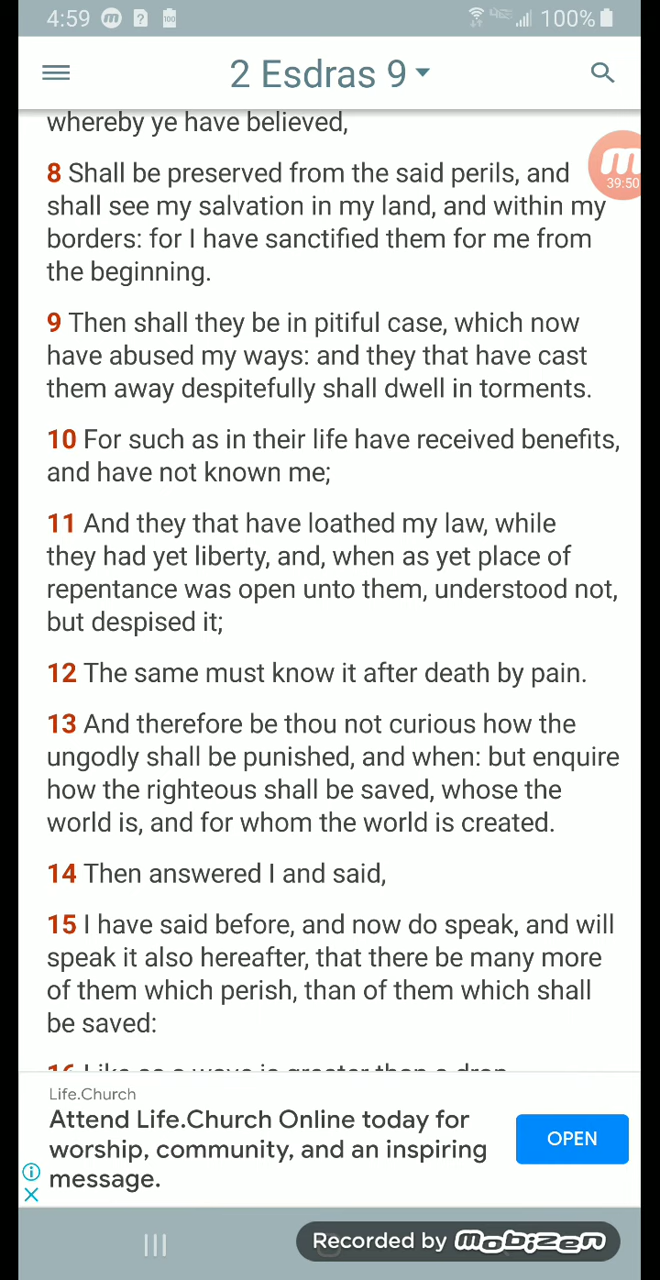 4:59 100 100%
2 Esdras 9
whereby ye have believed,
8 Shall be preserved from the said perils, and
39:50
shall see my salvation in my land, and within my
borders: for I have sanctified them for me from
the beginning.
9 Then shall they be in pitiful case, which now
have abused my ways: and they that have cast
them away despitefully shall dwell in torments.
10 For such as in their life have received benefits,
and have not known me;
11 And they that have loathed my law, while
they had yet liberty, and, when as yet place of
repentance was open unto them, understood not,
but despised it;
12 The same must know it after death by pain.
13 And therefore be thou not curious how the
ungodly shall be punished, and when: but enquire
how the righteous shall be saved, whose the
world is, and for whom the world is created.
14 Then answered I and said,
15 I have said before, and now do speak, and will
speak it also hereafter, that there be many more
of them which perish, than of them which shall
be saved:
16 Like as a wave is greater than a drop
Life.Church
Attend Life.Church Online today for
worship, community, and an inspiring
message.
OPEN
Recorded by mobizen